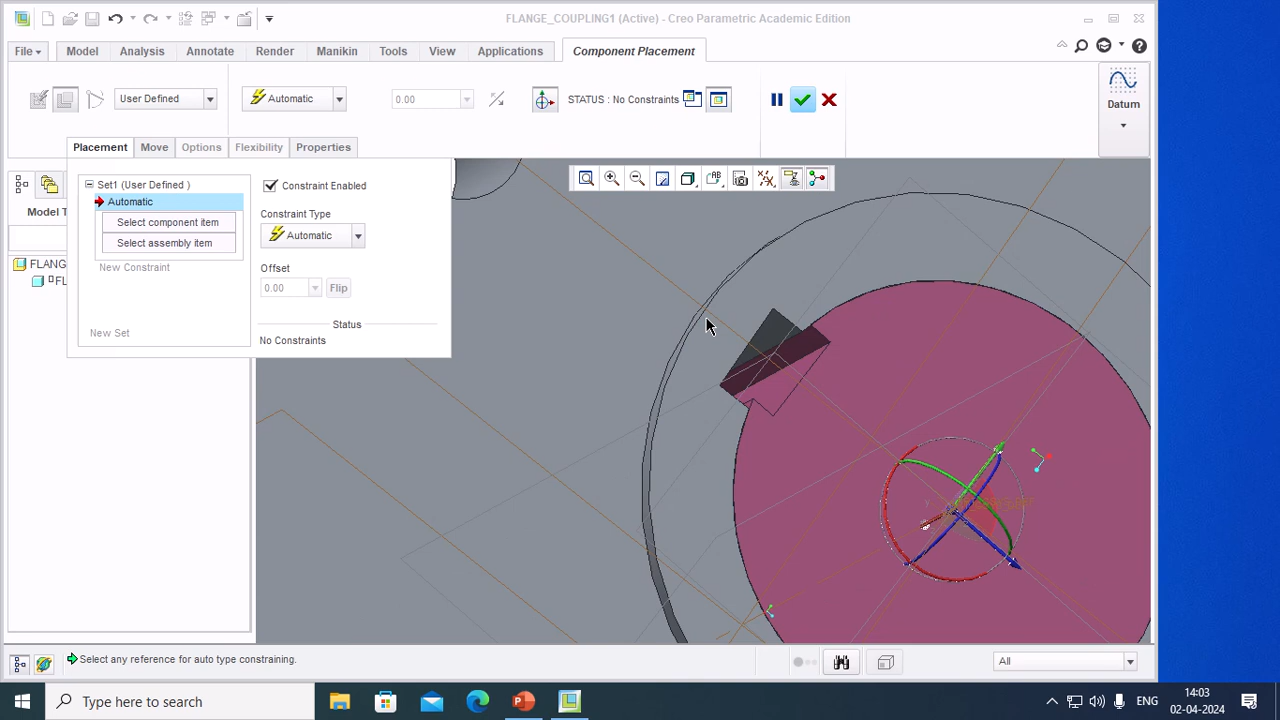 FLANGE_COUPLING1 (Active) - Creo Parametric Academic Edition
File Model Analysis Annotate Render Manikin Tools View Applications Component Placement
User Defined Automatic 0.00 STATUS : No Constraints Datum
Placement Move Options Flexibility Properties
Set1 (User Defined )
Automatic
Select component item
Select assembly item
New Constraint
New Set
Constraint Enabled
Constraint Type
Automatic
Offset
0.00 Flip
Status
No Constraints
Model T
FLANG
FL
Select any reference for auto type constraining.
All
Type here to search
ENG
14:03
02-04-2024